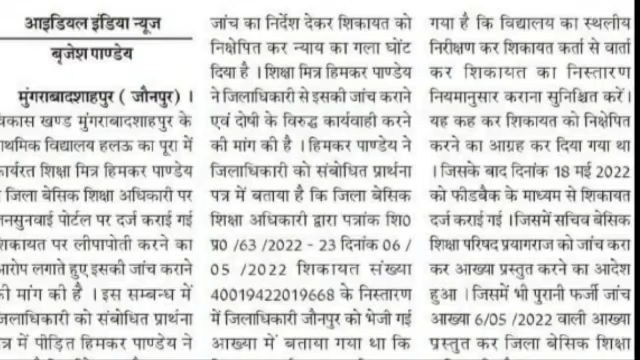 आइडियल इंडिया न्यूज
बृजेश पाण्डेय
मुंगराबादशाहपुर ( जौनपुर) ।
विकास खण्ड मुंगराबादशाहपुर के
प्राथमिक विद्यालय हलऊ का पूरा में
कार्यरत शिक्षा मित्र हिमकर पाण्डेय
जिला बेसिक शिक्षा अधिकारी पर
जनसुनवाई पोर्टल पर दर्ज कराई गई
शिकायत पर लीपापोती करने का
आरोप लगाते हुए इसकी जांच कराने
की मांग की है । इस सम्बन्ध में
जिलाधिकारी को संबोधित प्रार्थना
पत्र में पीड़ित हिमकर पाण्डेय ने
जांच का निर्देश देकर शिकायत को
निक्षेपित कर न्याय का गला घोंट
दिया है । शिक्षा मित्र हिमकर पाण्डेय
ने जिलाधिकारी से इसकी जांच कराने
एवं दोषी के विरुद्ध कार्यवाही करने
की मांग की है । हिमकर पाण्डेय ने
जिलाधिकारी को संबोधित प्रार्थना
पत्र में बताया है कि जिला बेसिक
शिक्षा अधिकारी द्वारा पत्रांक शि0
प्र0 /63 /2022 - 23 दिनांक 06 /
05 /2022 शिकायत संख्या
40019422019668 के निस्तारण
में जिलाधिकारी जौनपुर को भेजी गई
आख्या में बताया गया था कि
गया है कि विद्यालय का स्थलीय
निरीक्षण कर शिकायत कर्ता से वार्ता
कर शिकायत का निस्तारण
नियमानुसार कराना सुनिश्चित करें।
यह कह कर शिकायत को निक्षेपित
करने का आग्रह कर दिया गया था
। जिसके बाद दिनांक 18 मई 2022
को फीडबैक के माध्यम से शिकायत
दर्ज कराई गई । जिसमें सचिव बेसिक
शिक्षा परिषद प्रयागराज को जांच करा
कर आख्या प्रस्तुत करने का आदेश
हुआ । जिसमें भी पुरानी फर्जी जांच
आख्या 6/05 /2022 वाली आख्या
प्रस्तुत कर जिला बेसिक शिक्षा